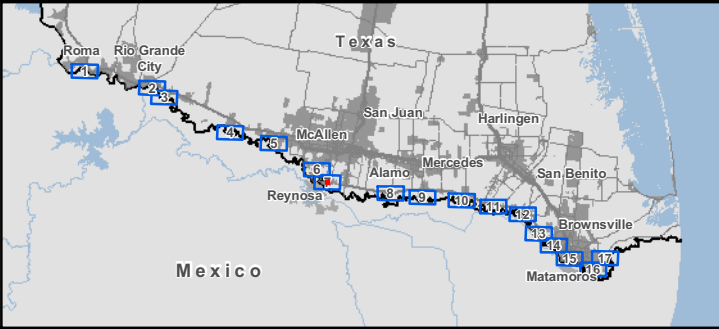 Texas
Roma
Rio Grande
City
1
2
3
4
5
McAllen
San Juan
Harlingen
6
Alamo
Mercedes
San Benito
Reynosa
8
9
10
11
12
Brownsville
13
14
15
16
17
Matamoros
Mexico